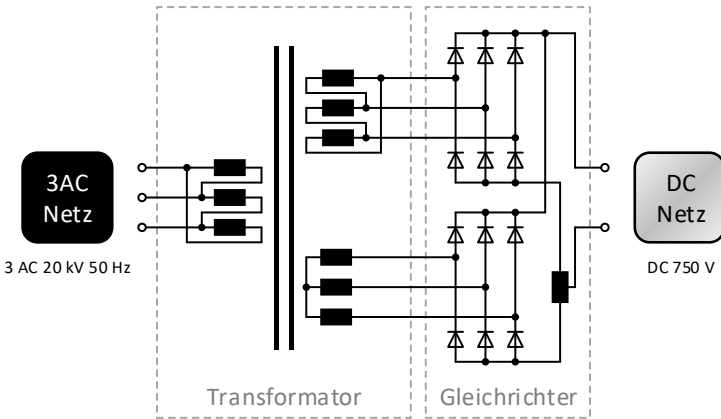 3AC
Netz
3 AC 20 kV 50 Hz
DC
Netz
DC 750 V
Transformator
Gleichrichter